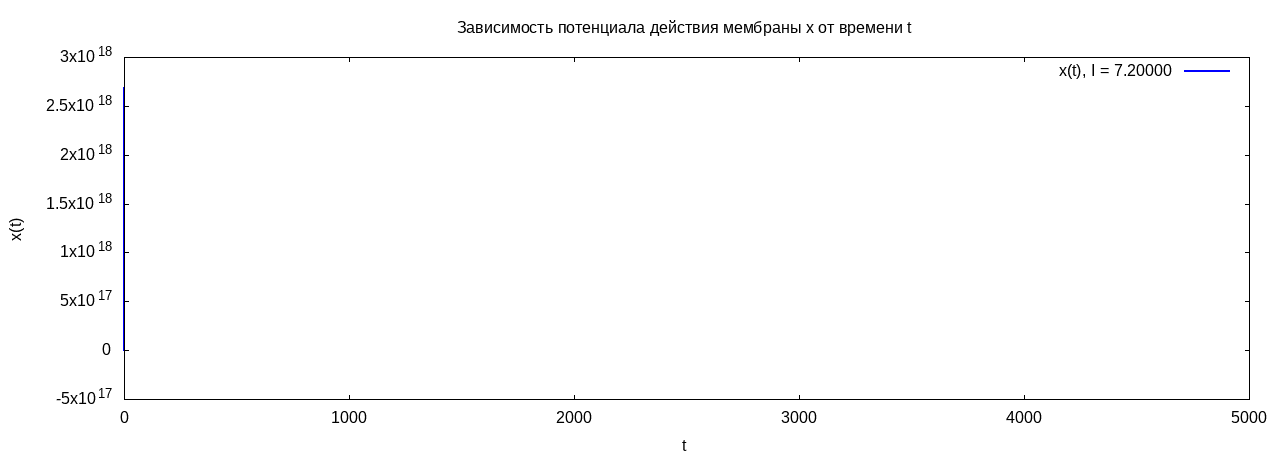 Зависимость потенциала действия мембраны x от времени t
x(t), I = 7.20000
3x10^18
2.5x10^18
2x10^18
1.5x10^18
1x10^18
5x10^17
0
-5x10^17
x(t)
0 1000 2000 3000 4000 5000
t